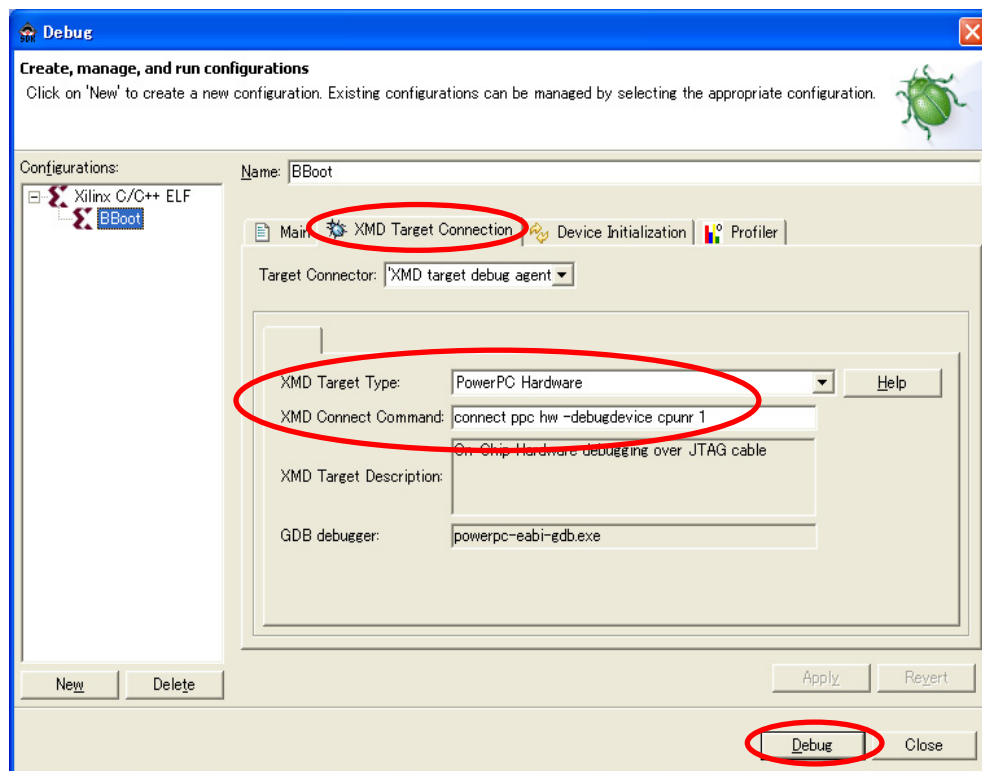 Debug
Create, manage, and run configurations
Click on 'New' to create a new configuration. Existing configurations can be managed by selecting the appropriate configuration.
Configurations:
Name: BBoot
Xilinx C/C++ ELF
BBoot
Main XMD Target Connection Device Initialization Profiler
Target Connector: 'XMD target debug agent
XMD Target Type: PowerPC Hardware Help
XMD Connect Command: connect ppc hw -debugdevice cpunr 1
On-Chip Hardware debugging over JTAG cable
XMD Target Description:
GDB debugger: powerpc-eabi-gdb.exe
New Delete Apply Revert
Debug Close